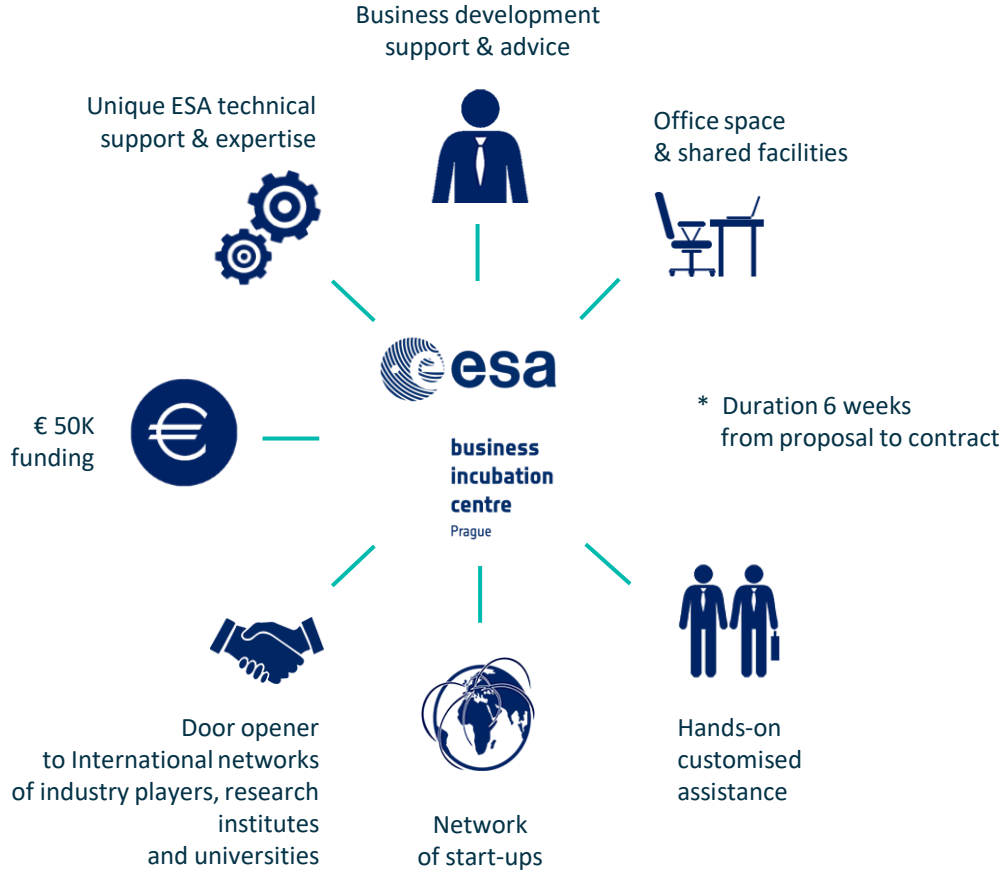 Business development
support & advice
Unique ESA technical
support & expertise
Office space
& shared facilities
esa
€ 50K
funding
business
incubation
centre
Prague
* Duration 6 weeks
from proposal to contract
Door opener
to International networks
of industry players, research
institutes
and universities
Network
of start-ups
Hands-on
customised
assistance